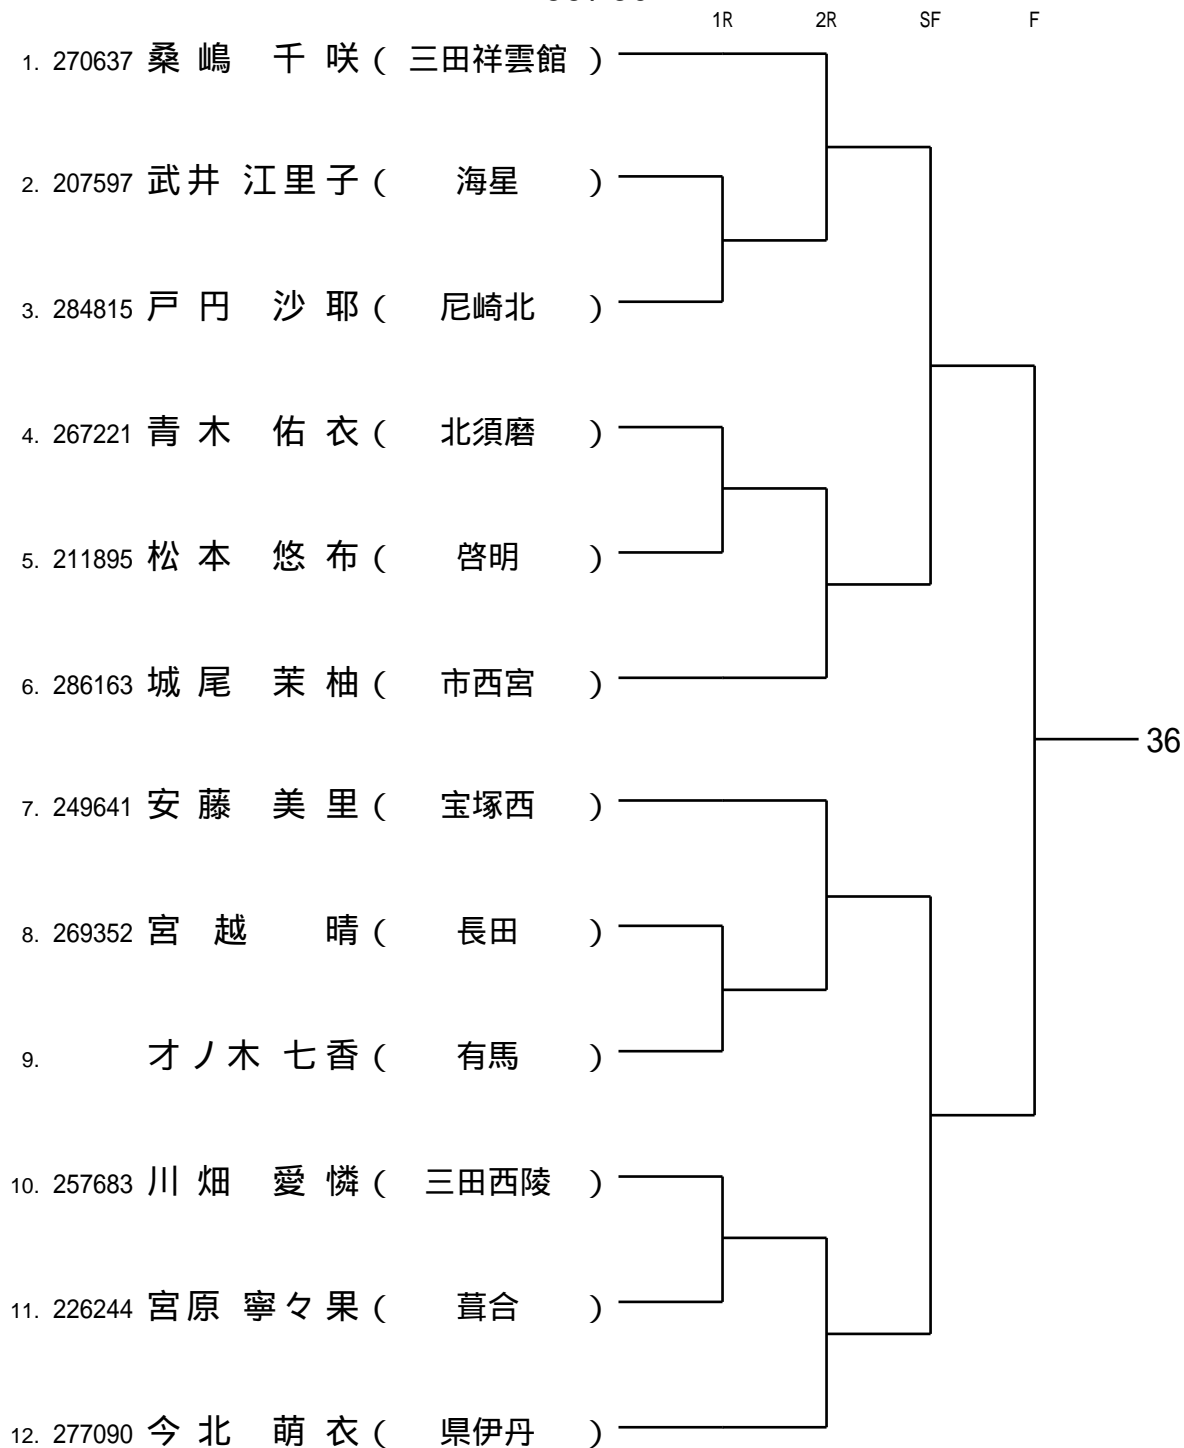 1R 2R SF F
1. 270637 桑嶋 千咲 ( 三田祥雲館 )
2. 207597 武井 江里子 ( 海星 )
3. 284815 戸円 沙耶 ( 尼崎北 )
4. 267221 青木 佑衣 ( 北須磨 )
5. 211895 松本 悠布 ( 啓明 )
6. 286163 城尾 茉柚 ( 市西宮 )
36
7. 249641 安藤 美里 ( 宝塚西 )
8. 269352 宮越 晴 ( 長田 )
9. オノ木 七香 ( 有馬 )
10. 257683 川畑 愛憐 ( 三田西陵 )
11. 226244 宮原 寧々果 ( 葺合 )
12. 277090 今北 萌衣 ( 県伊丹 )